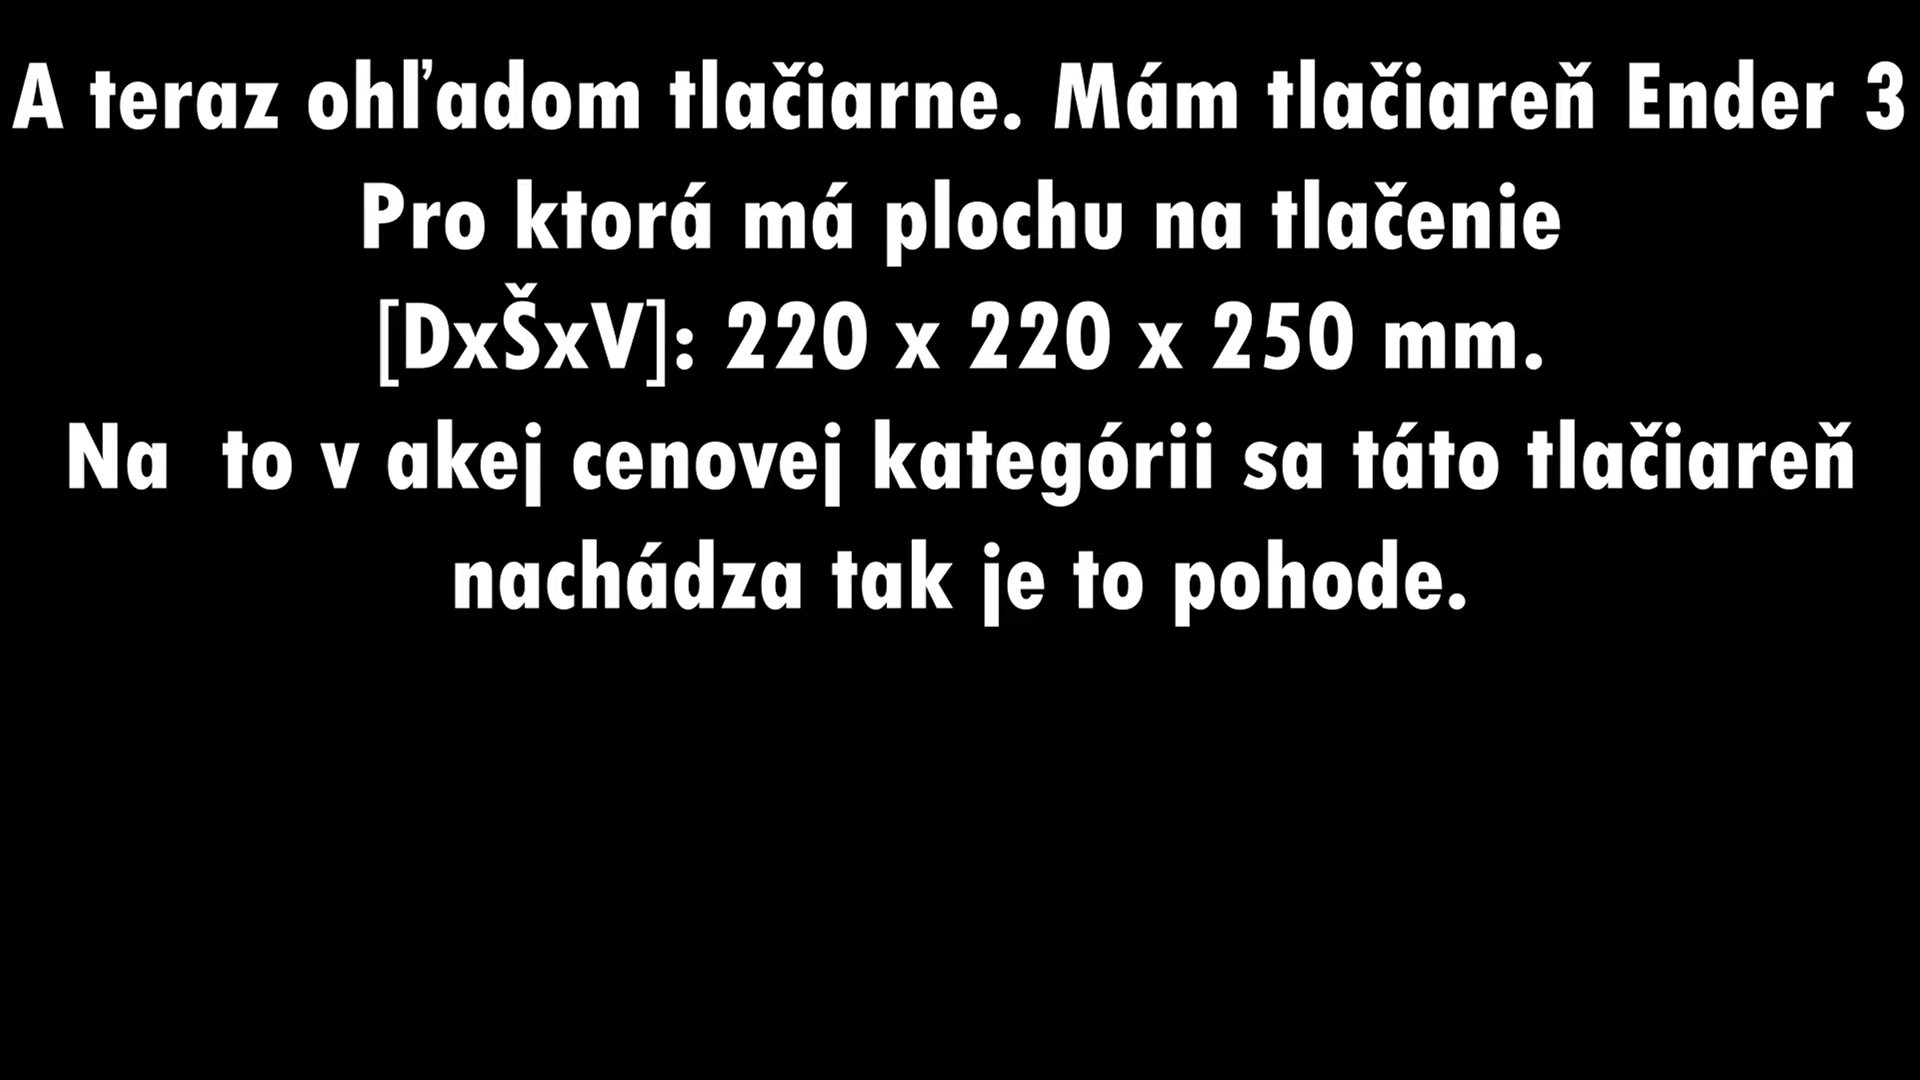 A teraz ohľadom tlačiarne. Mám tlačiareň Ender 3
Pro ktorá má plochu na tlačenie
[DxŠxV]: 220 x 220 x 250 mm.
Na  to v akej cenovej kategórii sa táto tlačiareň
nachádza tak je to pohode.